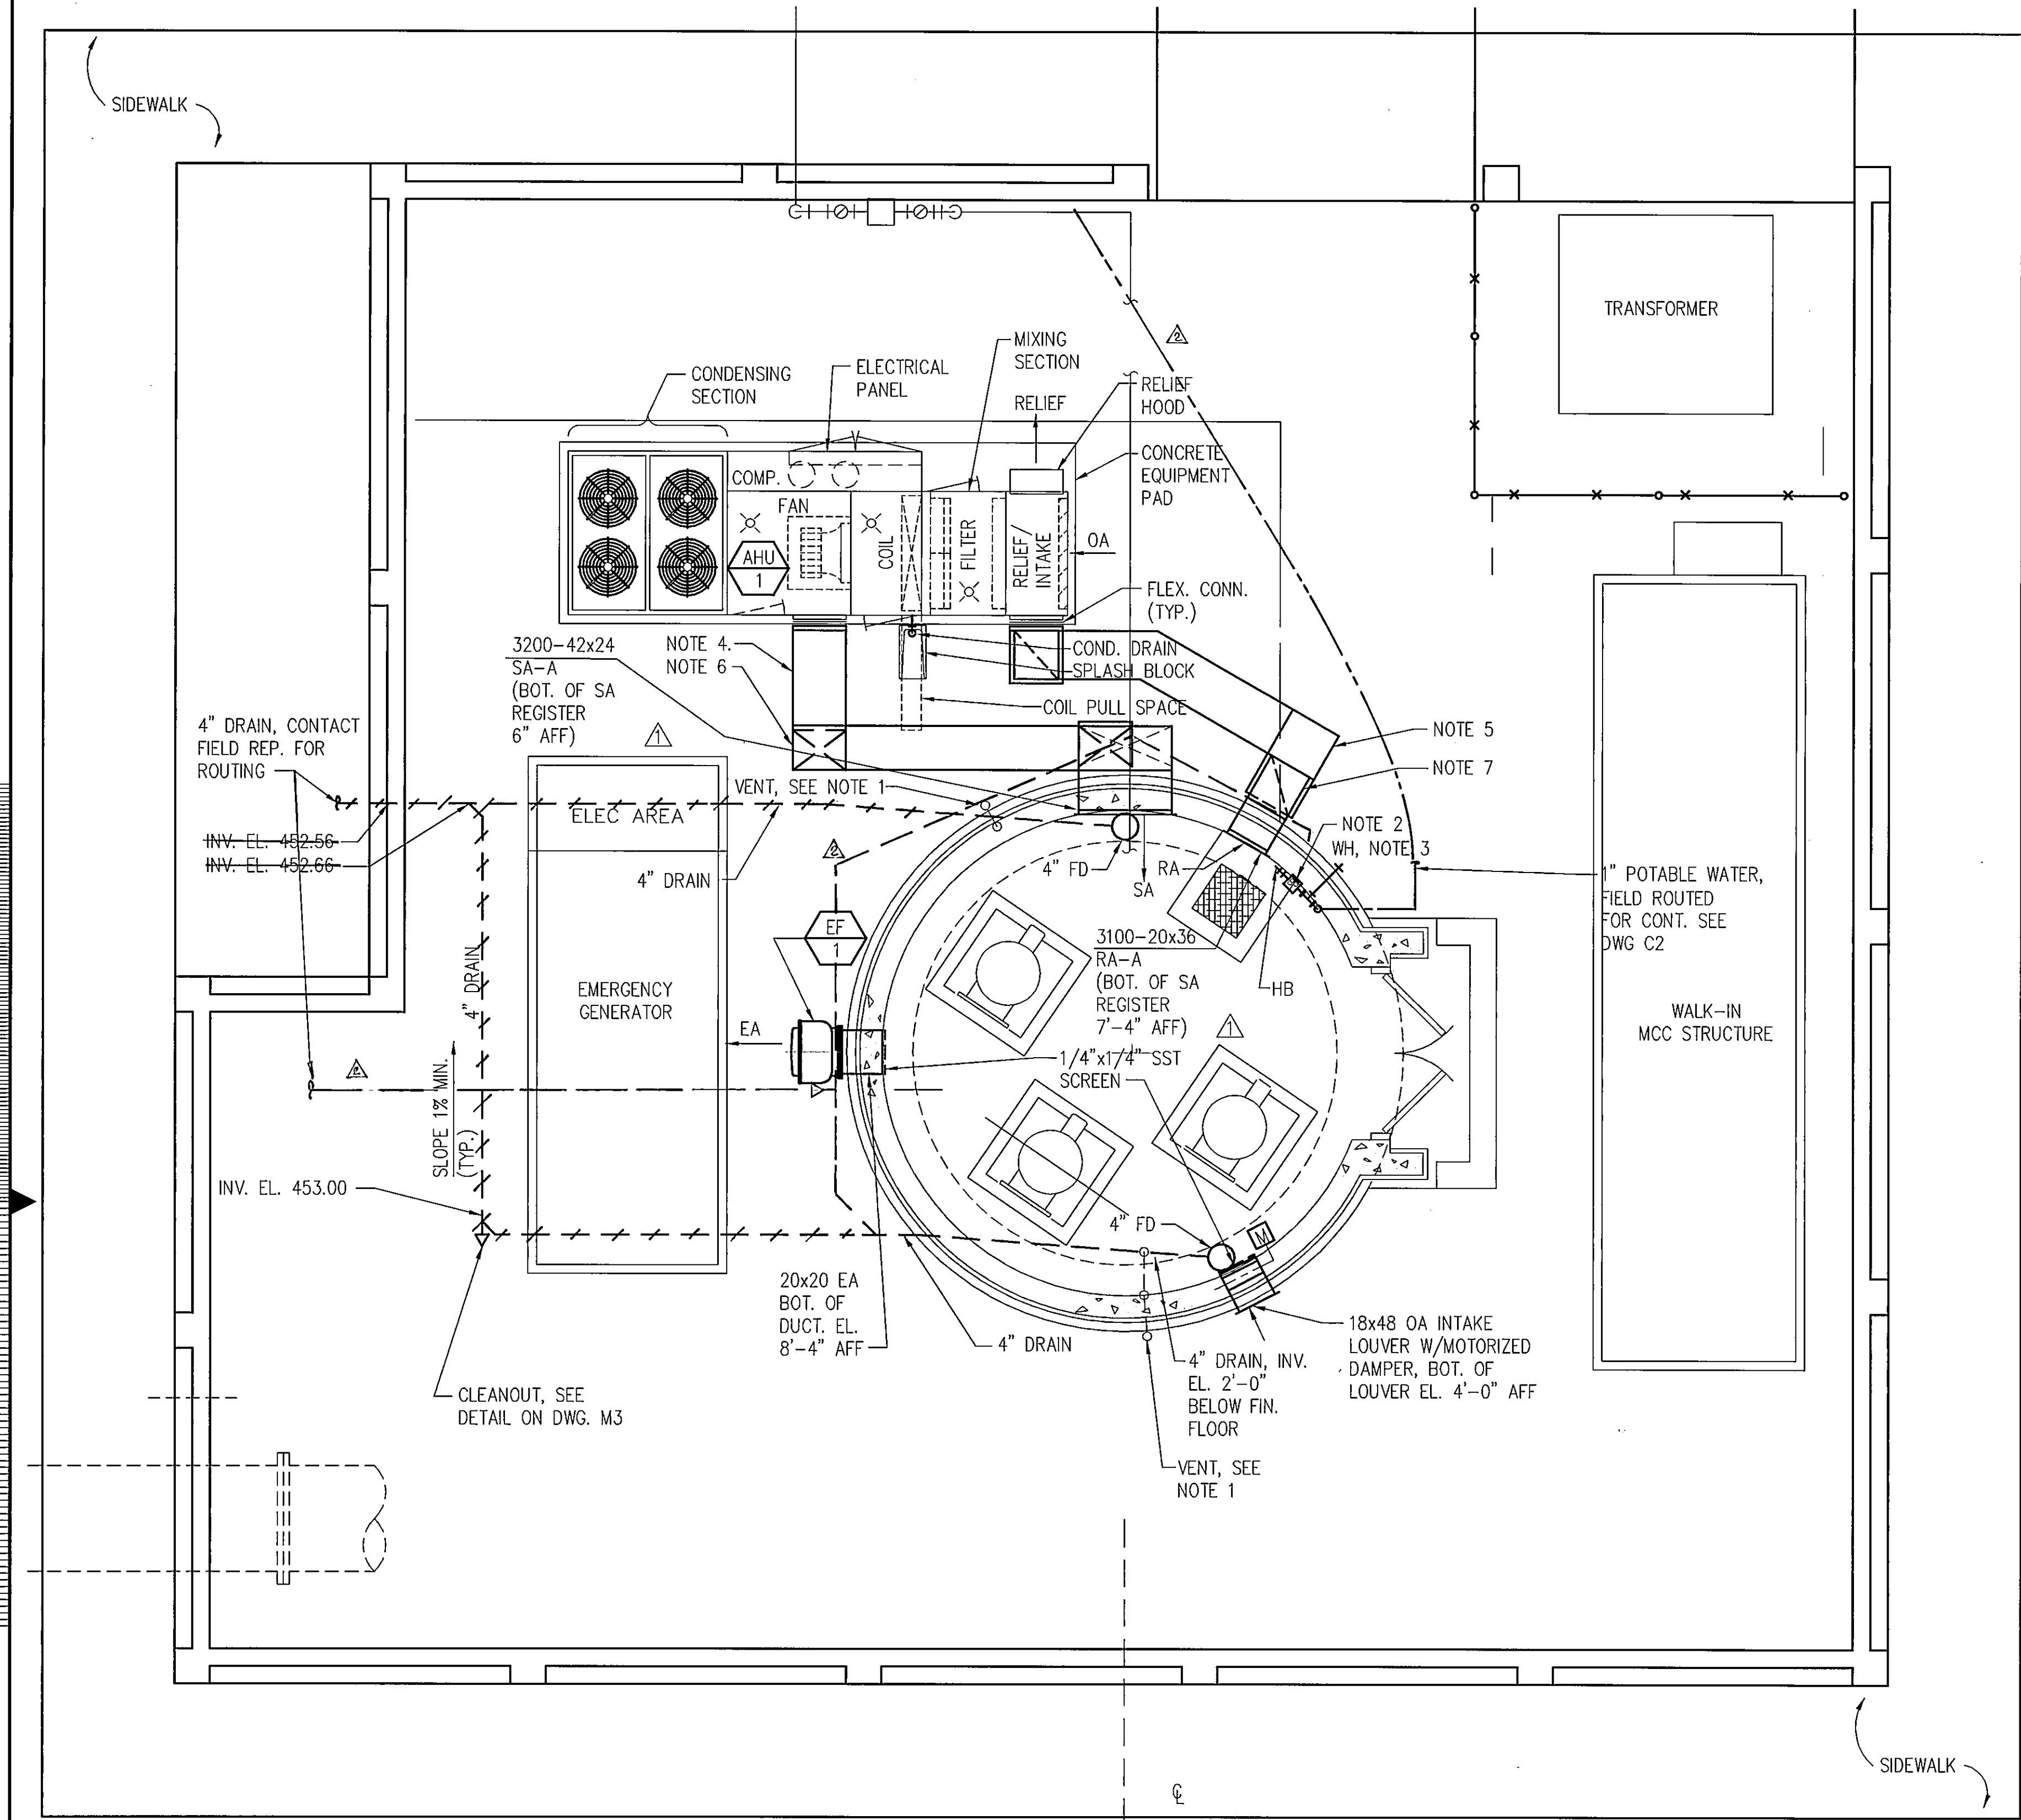 SIDEWALK
TRANSFORMER
MIXING
SECTION
ELECTRICAL
PANEL
CONDENSING
SECTION
RELIEF
RELIEF
HOOD
CONCRETE
EQUIPMENT
PAD
COMP.
FAN
AHU
1
COIL
FILTER
RELIEF/
INTAKE
OA
FLEX. CONN.
(TYP.)
3200-42x24
SA-A
(BOT. OF SA
REGISTER
6" AFF)
NOTE 4.
NOTE 6
COND. DRAIN
SPLASH BLOCK
COIL PULL SPACE
4" DRAIN, CONTACT
FIELD REP. FOR
ROUTING
1
2
NOTE 5
NOTE 7
VENT, SEE NOTE 1
ELEC AREA
INV. EL. 452.56
INV. EL. 452.66
4" DRAIN
2
4" FD
RA
SA
NOTE 2
WH, NOTE 3
1" POTABLE WATER,
FIELD ROUTED
FOR CONT. SEE
DWG C2
EF
1
3100-20x36
RA-A
(BOT. OF SA
REGISTER
7'-4" AFF)
HB
1
4" DRAIN
EMERGENCY
GENERATOR
EA
WALK-IN
MCC STRUCTURE
1/4"x1/4" SST
SCREEN
2
SLOPE 1% MIN.
(TYP.)
INV. EL. 453.00
4" FD
M
20x20 EA
BOT. OF
DUCT. EL.
8'-4" AFF
4" DRAIN
4" DRAIN, INV.
EL. 2'-0"
BELOW FIN.
FLOOR
18x48 OA INTAKE
LOUVER W/MOTORIZED
DAMPER, BOT. OF
LOUVER EL. 4'-0" AFF
CLEANOUT, SEE
DETAIL ON DWG. M3
VENT, SEE
NOTE 1
SIDEWALK
℄